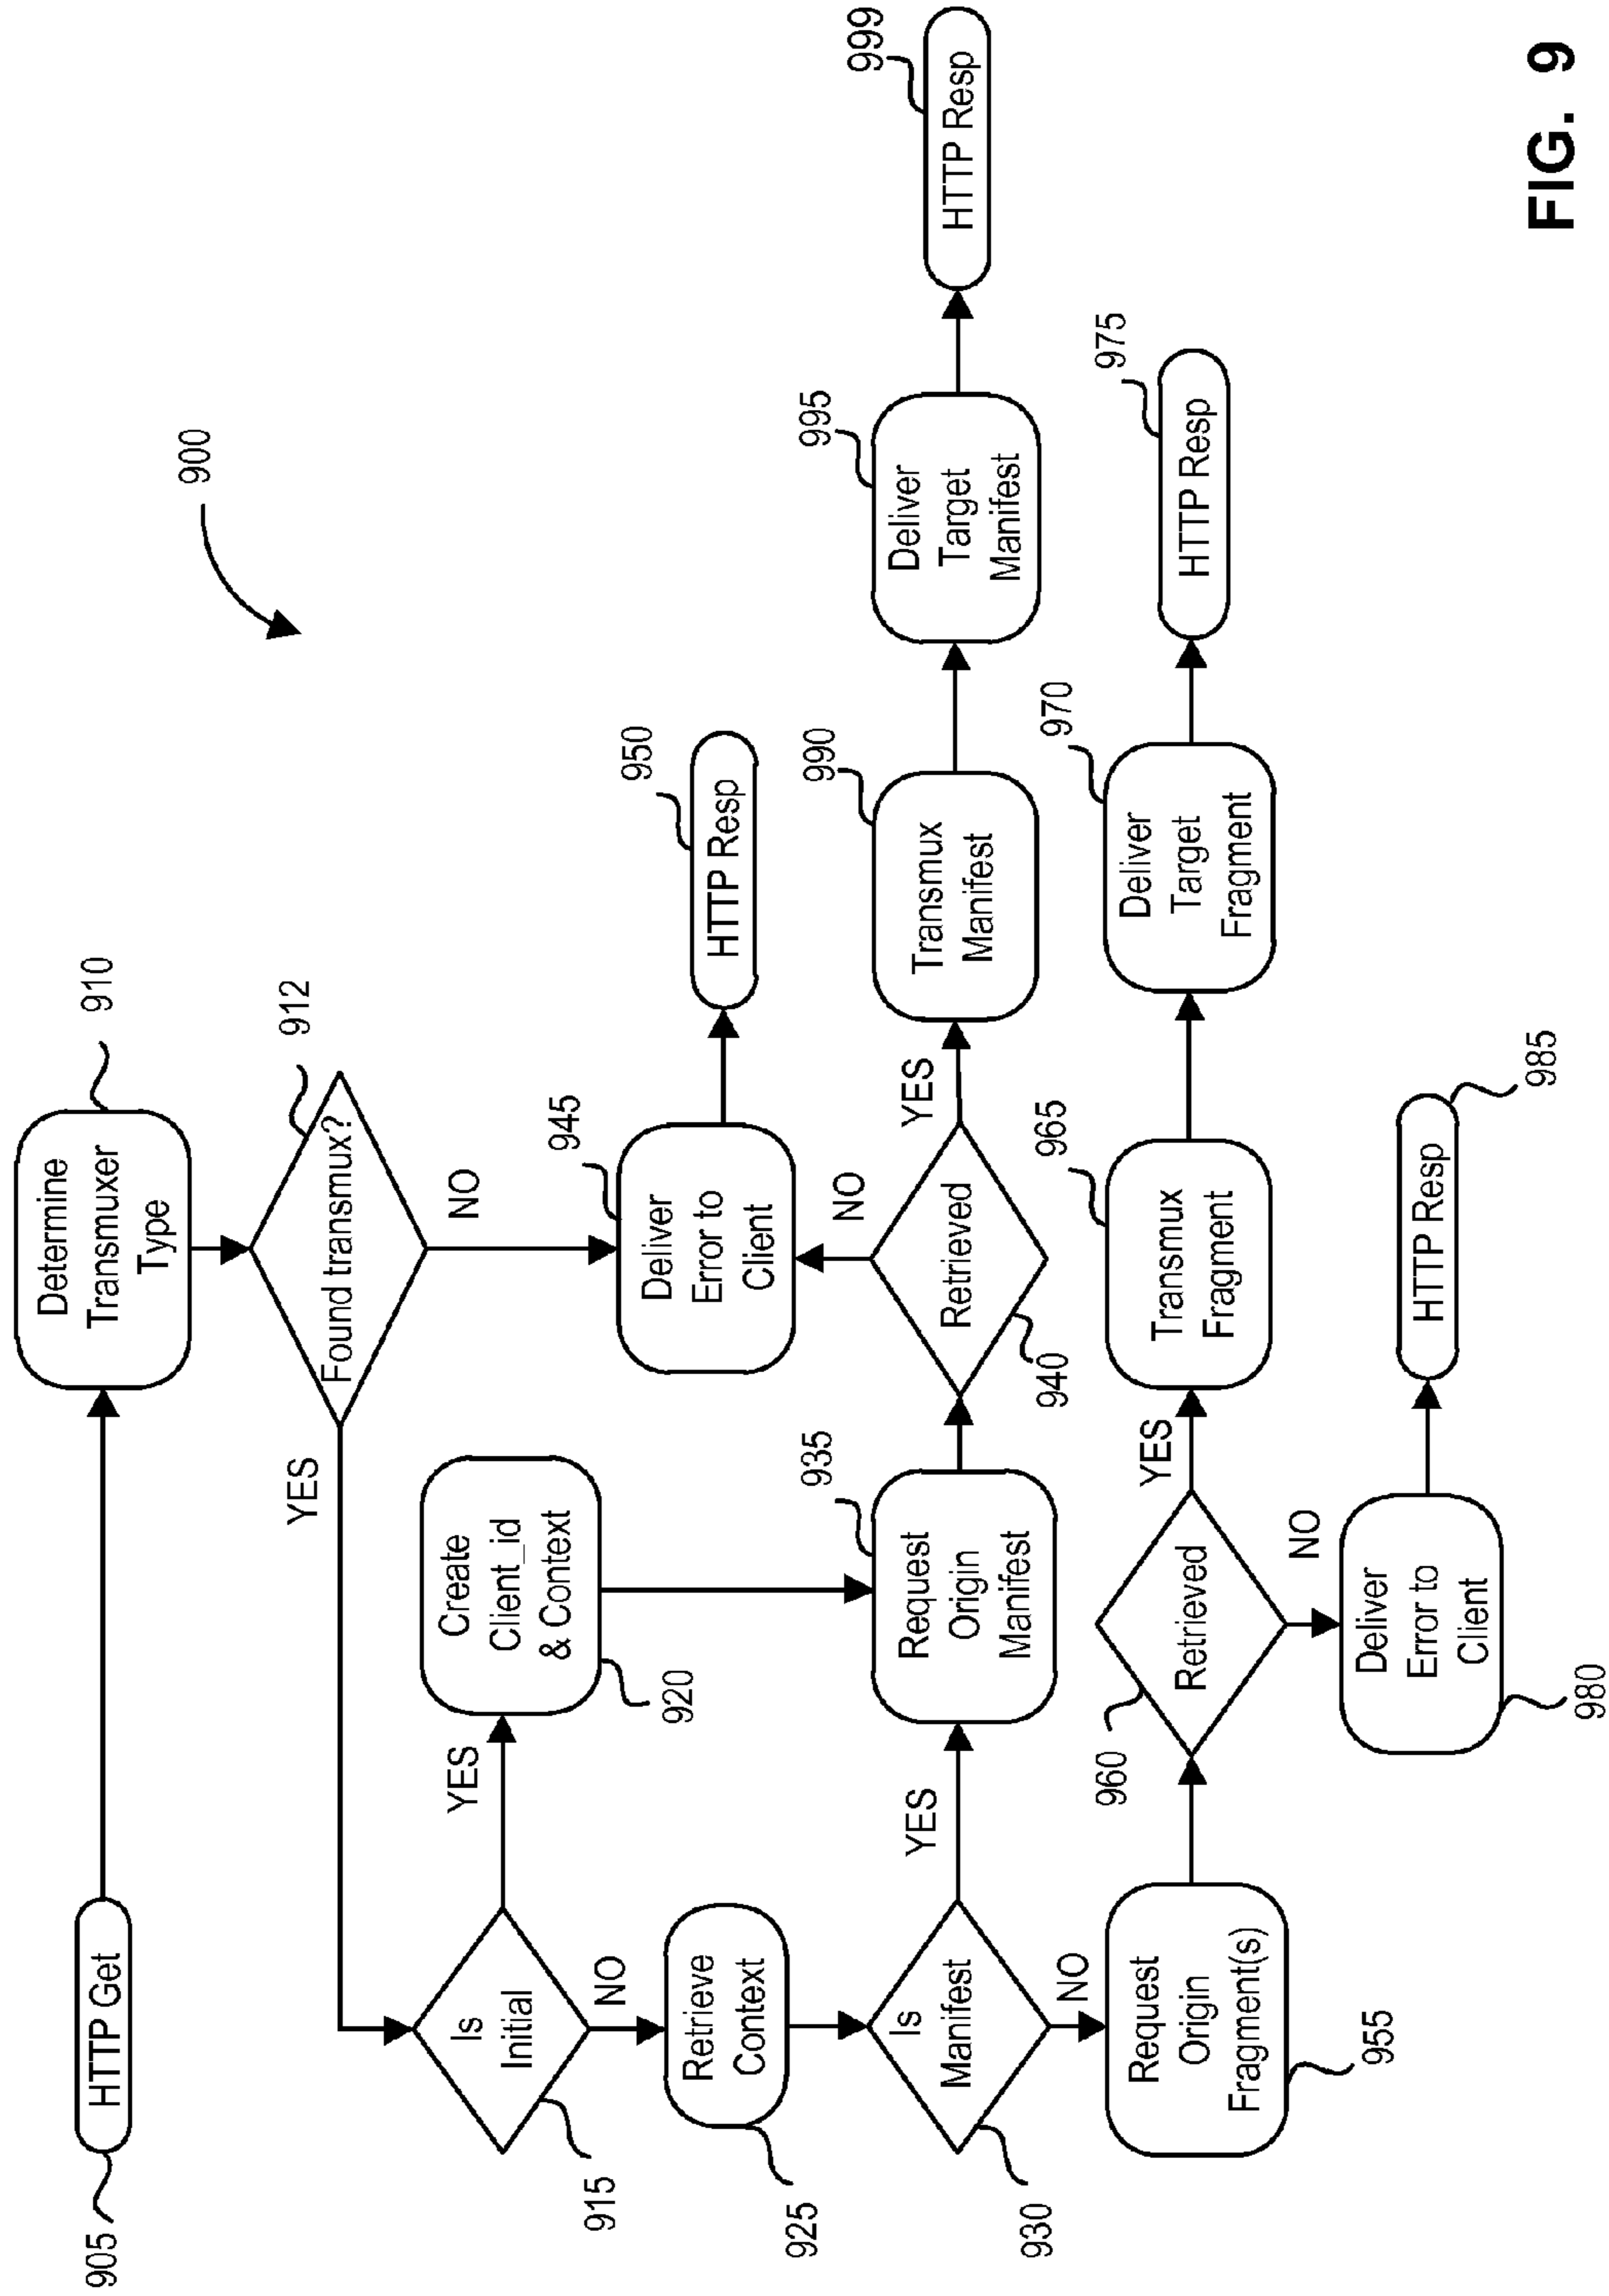 900
905
HTTP Get
910
Determine
Transmuxer
Type
912
Found transmux?
YES
NO
915
Is
Initial
YES
NO
920
Create
Client_id
& Context
925
Retrieve
Context
945
Deliver
Error to
Client
950
HTTP Resp
930
Is
Manifest
YES
NO
935
Request
Origin
Manifest
940
Retrieved
NO
YES
990
Transmux
Manifest
995
Deliver
Target
Manifest
999
HTTP Resp
955
Request
Origin
Fragment(s)
960
Retrieved
YES
NO
965
Transmux
Fragment
970
Deliver
Target
Fragment
975
HTTP Resp
980
Deliver
Error to
Client
985
HTTP Resp
FIG. 9